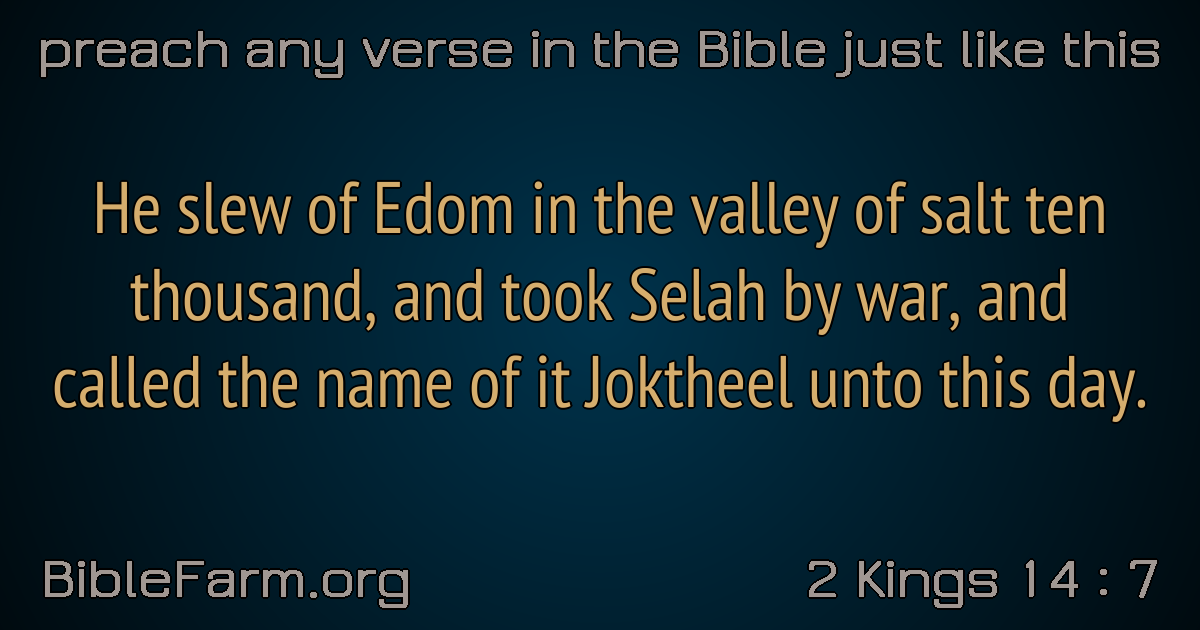 preach any verse in the Bible just like this
He slew of Edom in the valley of salt ten
thousand, and took Selah by war, and
called the name of it Joktheel unto this day.
BibleFarm.org
2 Kings 14 : 7